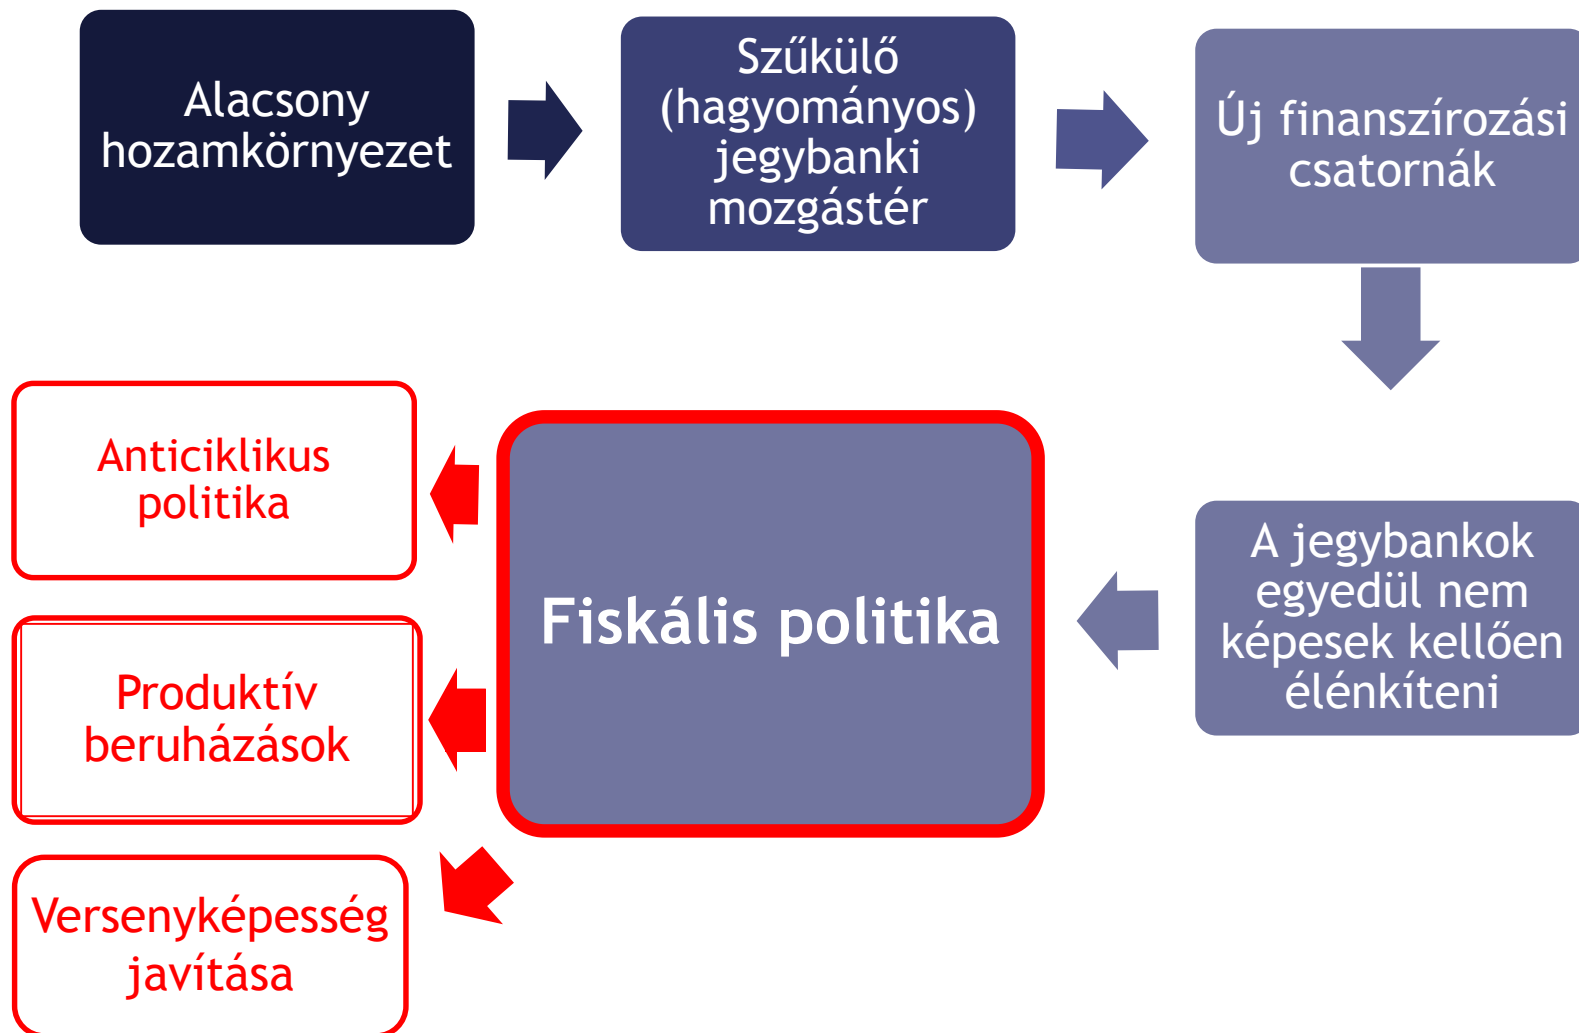 Alacsony
hozamkörnyezet
Szűkülő
(hagyományos)
jegybanki
mozgástér
Új finanszírozási
csatornák
A jegybankok
egyedül nem
képesek kellően
élénkíteni
Fiskális politika
Anticiklikus
politika
Produktív
beruházások
Versenyképesség
javítása